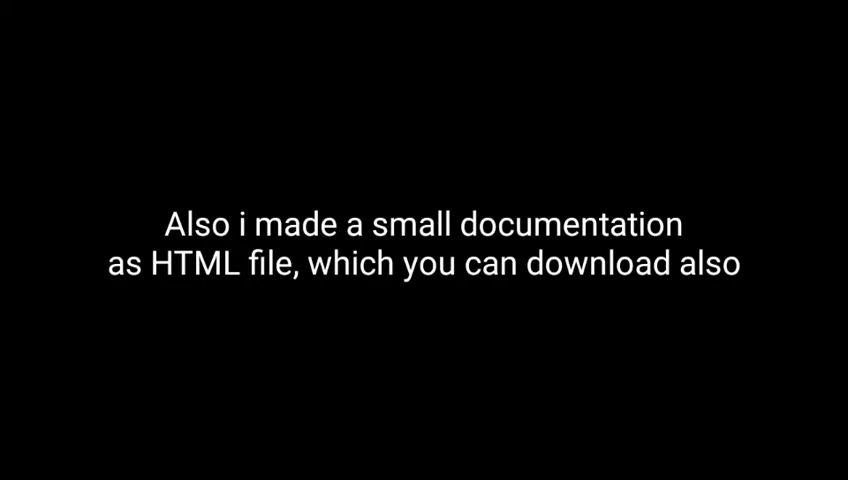 Also i made a small documentation
as HTML file, which you can download also